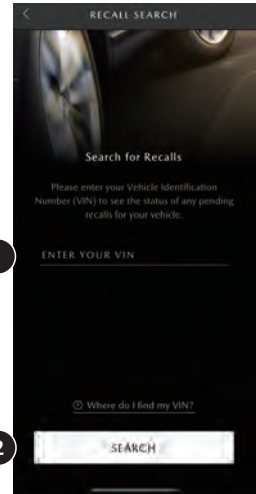 RECALL SEARCH
Search for Recalls
Please enter your Vehicle Identification
Number (VIN) to see the status of any pending
recalls for your vehicle.
ENTER YOUR VIN
Where do I find my VIN?
2
SEARCH